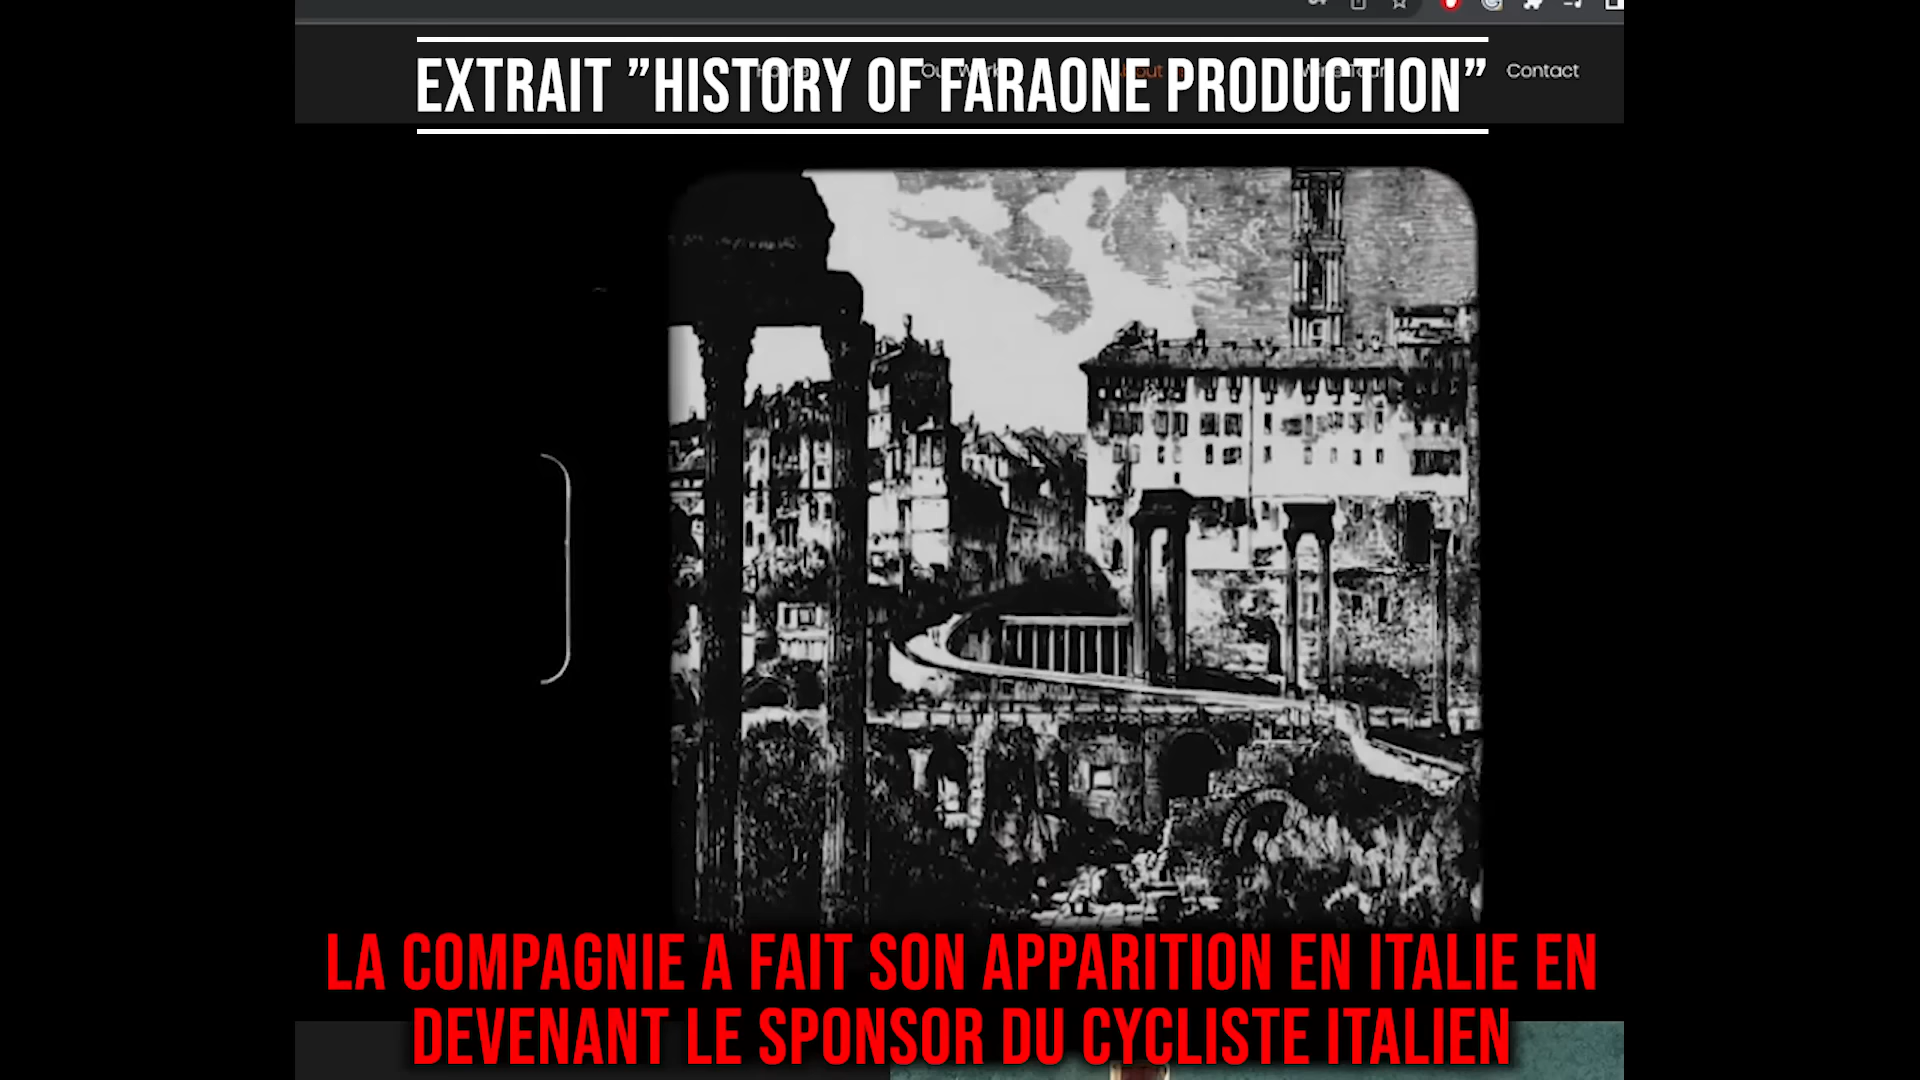 EXTRAIT "HISTORY OF FARAONE PRODUCTION"
Contact
LA COMPAGNIE A FAIT SON APPARITION EN ITALIE EN
DEVENANT LE SPONSOR DU CYCLISTE ITALIEN